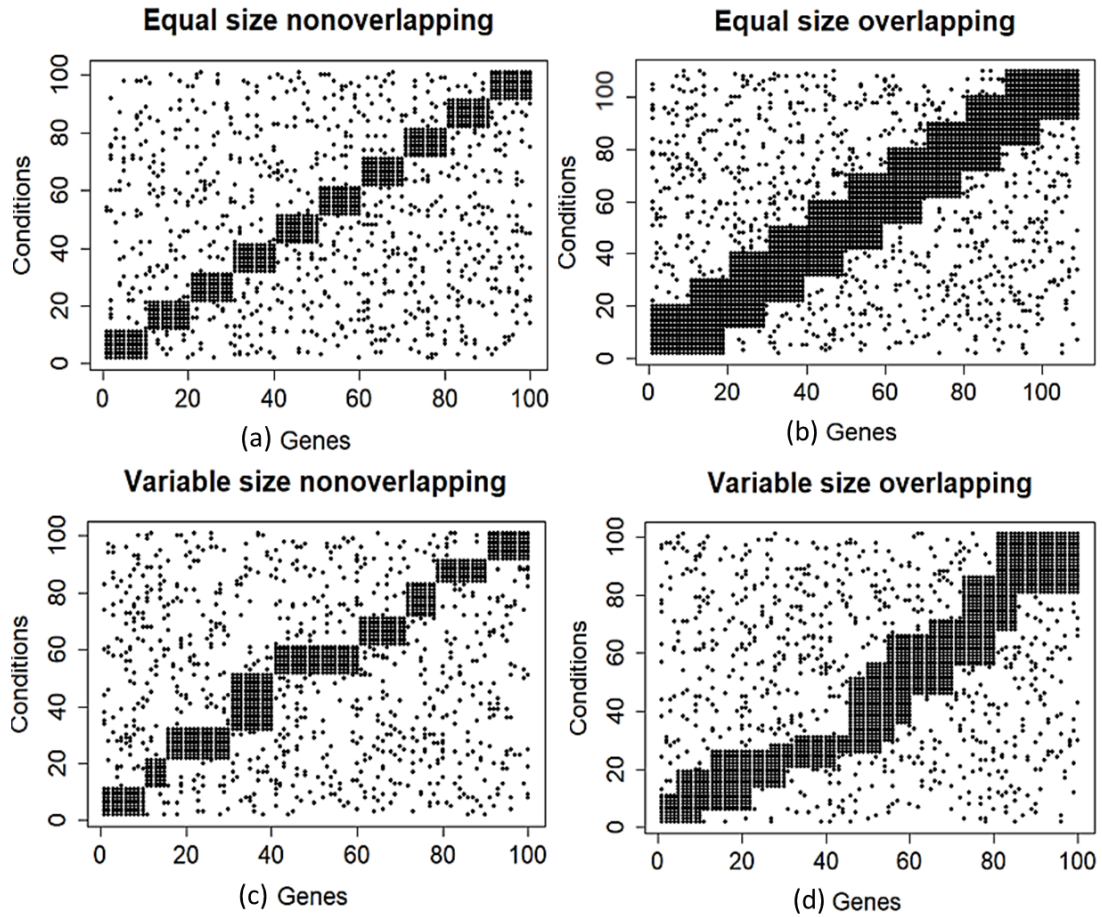 Equal size nonoverlapping
Conditions
0 20 40 60 80 100
0 20 40 60 80 100
(a) Genes
Equal size overlapping
Conditions
0 20 40 60 80 100
0 20 40 60 80 100
(b) Genes
Variable size nonoverlapping
Conditions
0 20 40 60 80 100
0 20 40 60 80 100
(c) Genes
Variable size overlapping
Conditions
0 20 40 60 80 100
0 20 40 60 80 100
(d) Genes